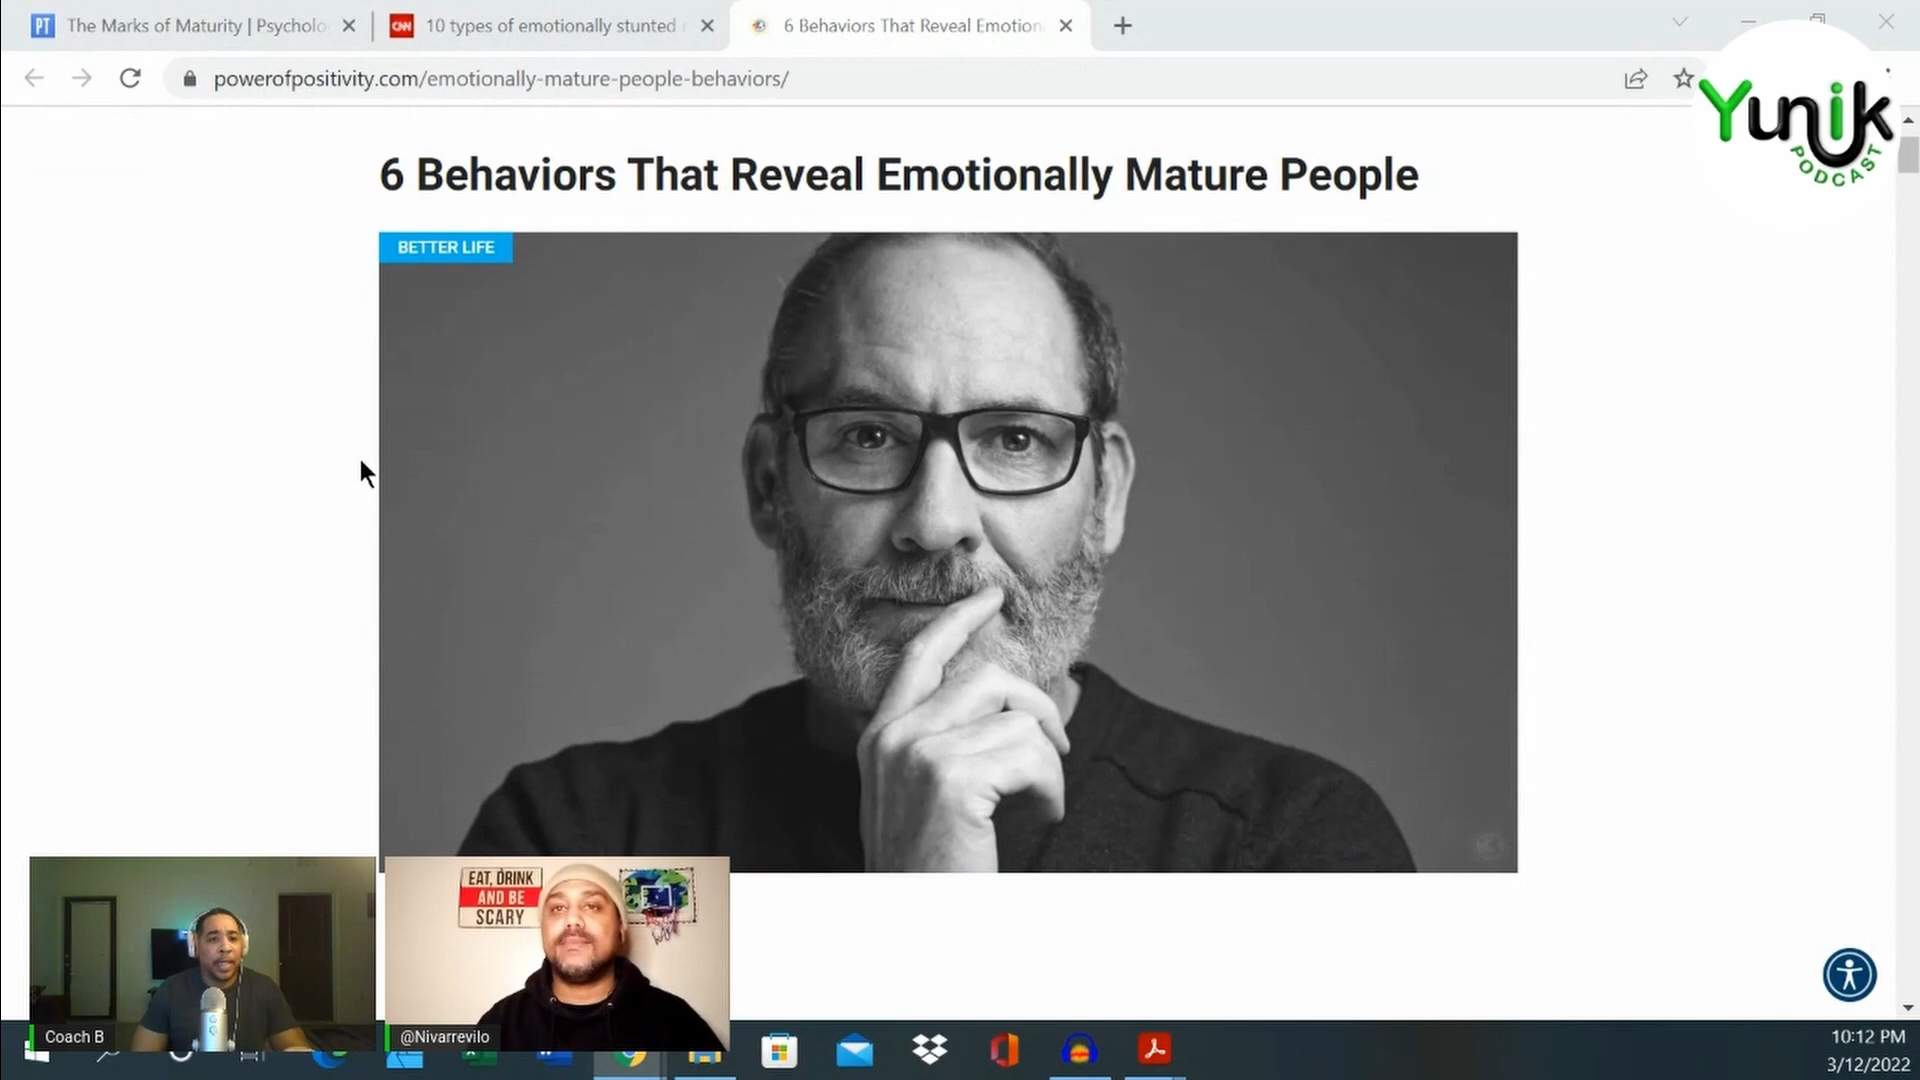 The Marks of Maturity | Psycholo
10 types of emotionally stunted
6 Behaviors That Reveal Emotion
powerofpositivity.com/emotionally-mature-people-behaviors/
Yunik
PODCAST
6 Behaviors That Reveal Emotionally Mature People
BETTER LIFE
EAT, DRINK
AND BE
SCARY
Coach B
@Nivarrevilo
10:12 PM
3/12/2022
PT
CNN